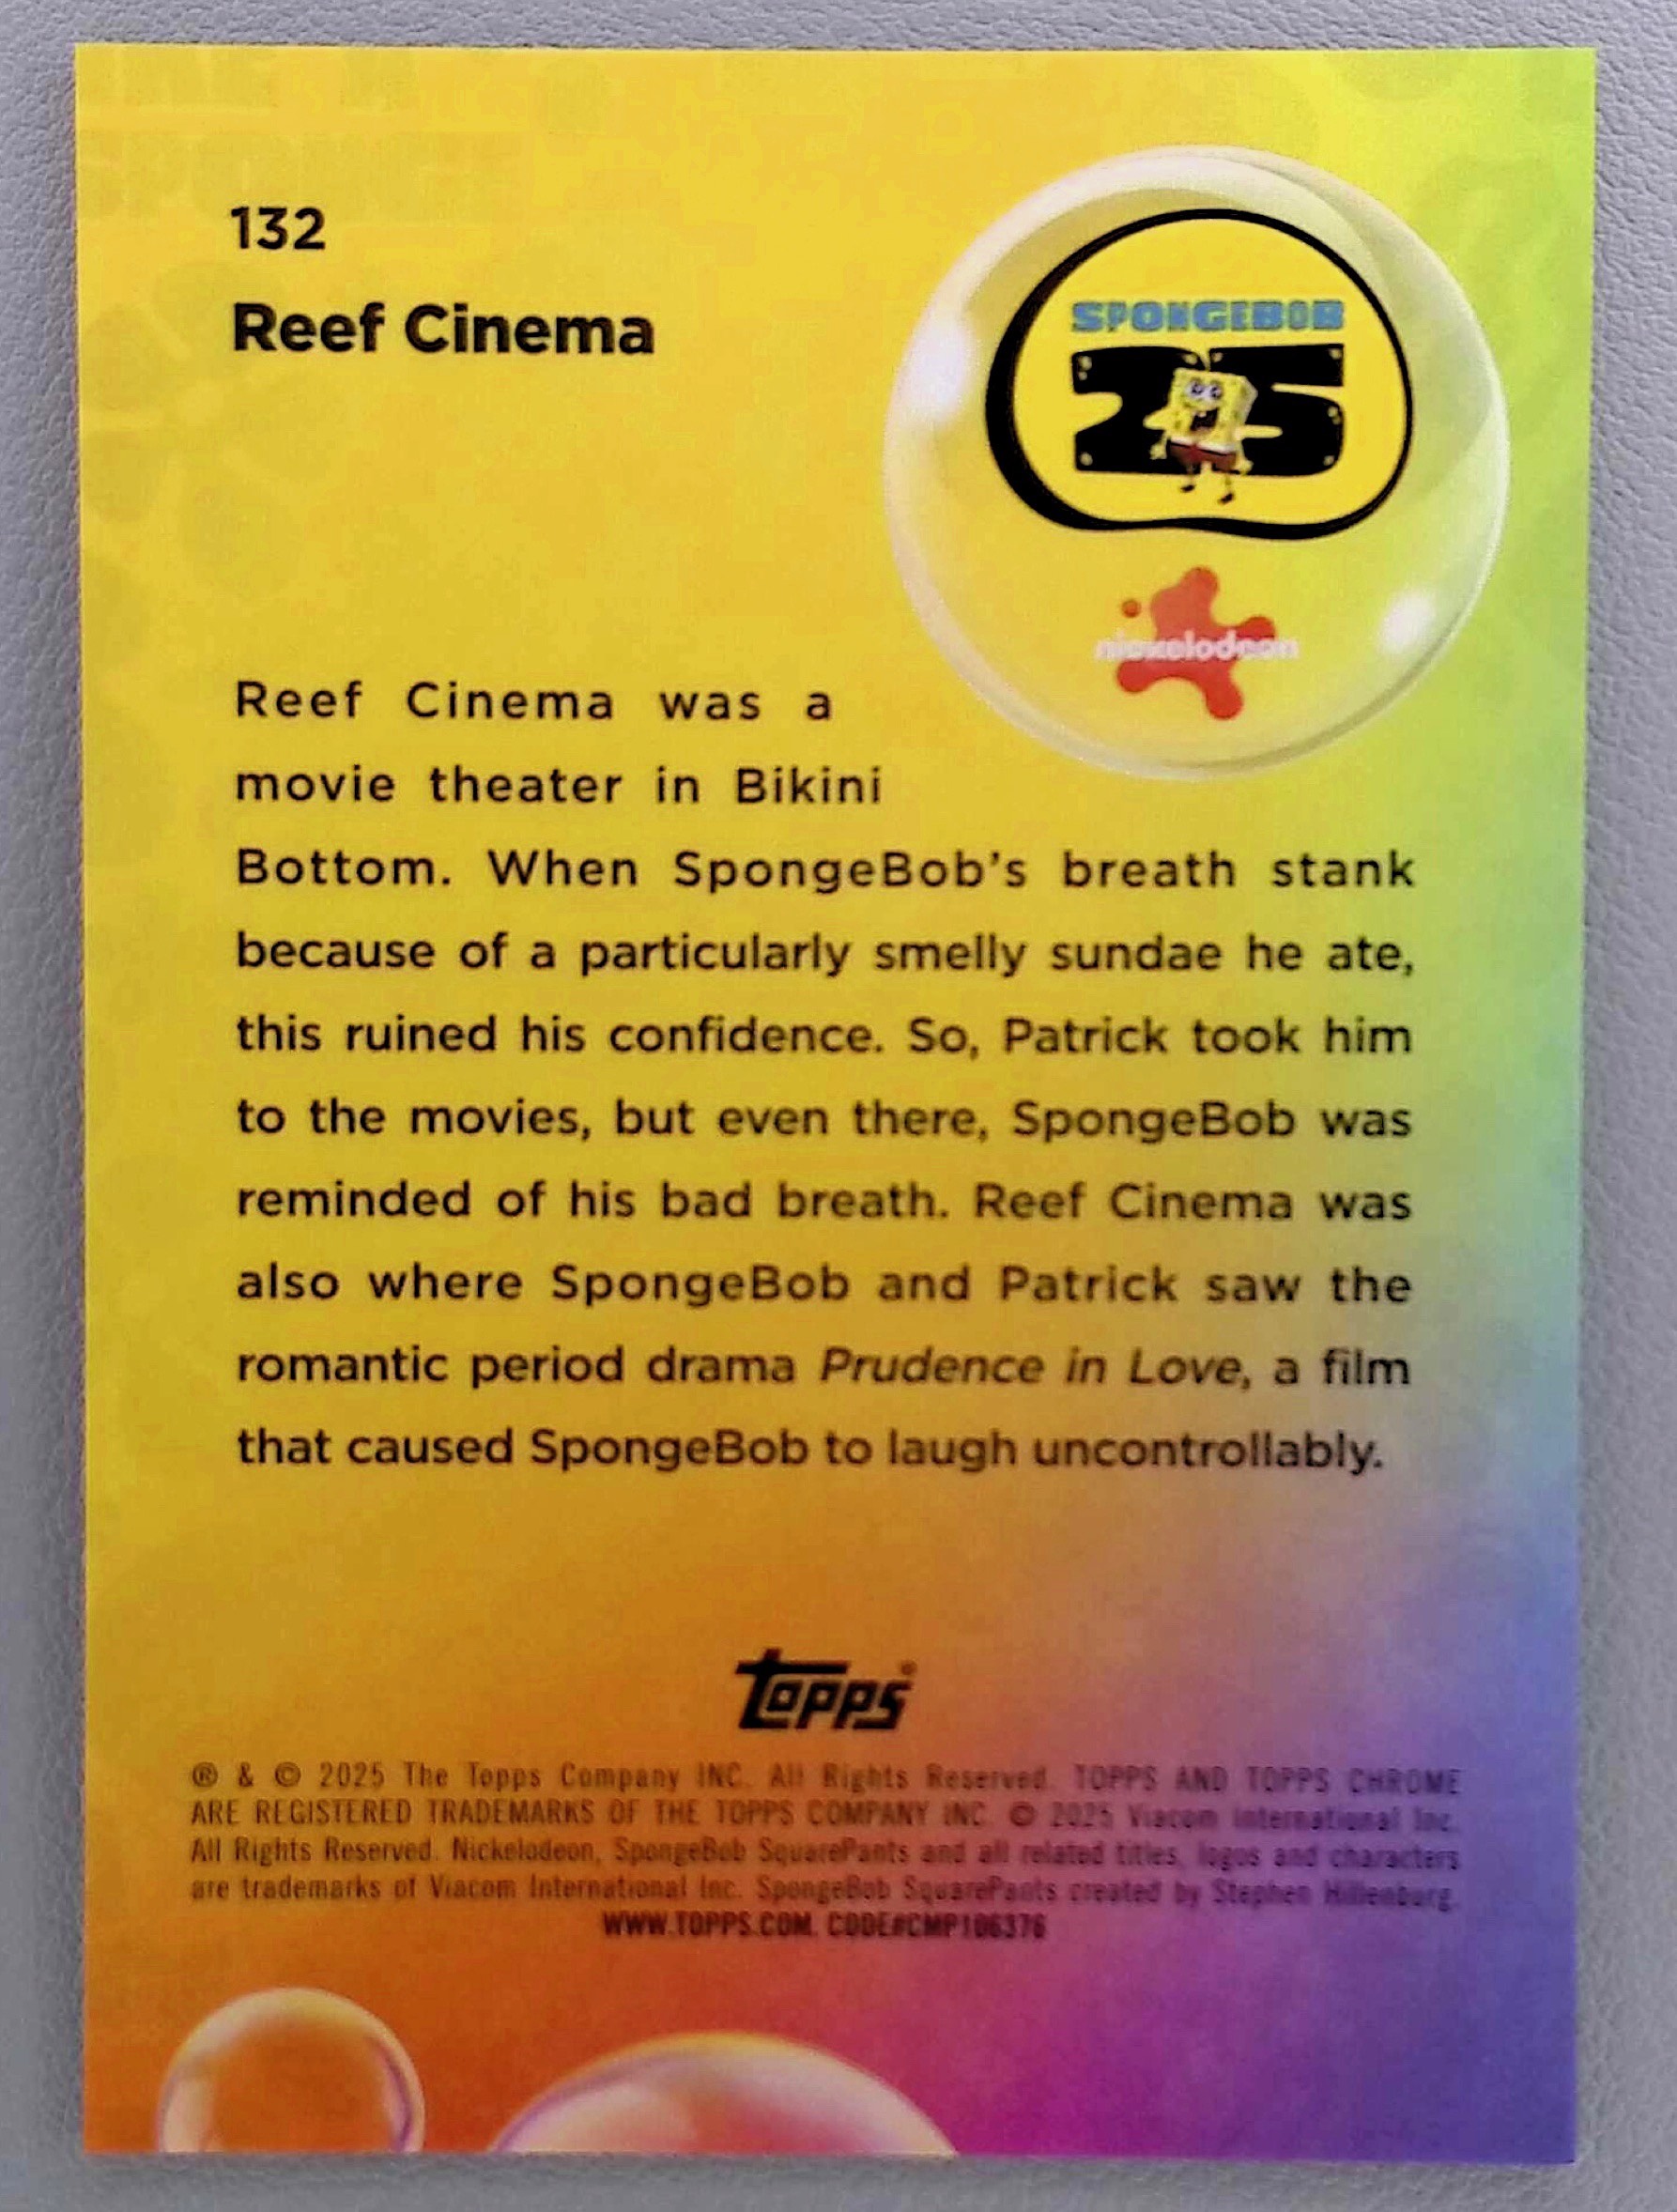 132
Reef Cinema
SPONGEBOB
25
nickelodeon
Reef Cinema was a
movie theater in Bikini
Bottom. When SpongeBob's breath stank
because of a particularly smelly sundae he ate,
this ruined his confidence. So, Patrick took him
to the movies, but even there, SpongeBob was
reminded of his bad breath. Reef Cinema was
also where SpongeBob and Patrick saw the
romantic period drama Prudence in Love, a film
that caused SpongeBob to laugh uncontrollably.
topps®
® & © 2025 The Topps Company INC. All Rights Reserved. TOPPS AND TOPPS CHROME
ARE REGISTERED TRADEMARKS OF THE TOPPS COMPANY INC. © 2025 Viacom International Inc.
All Rights Reserved. Nickelodeon, SpongeBob SquarePants and all related titles, logos and characters
are trademarks of Viacom International Inc. SpongeBob SquarePants created by Stephen Hillenburg.
WWW.TOPPS.COM. CODE#CMP106376